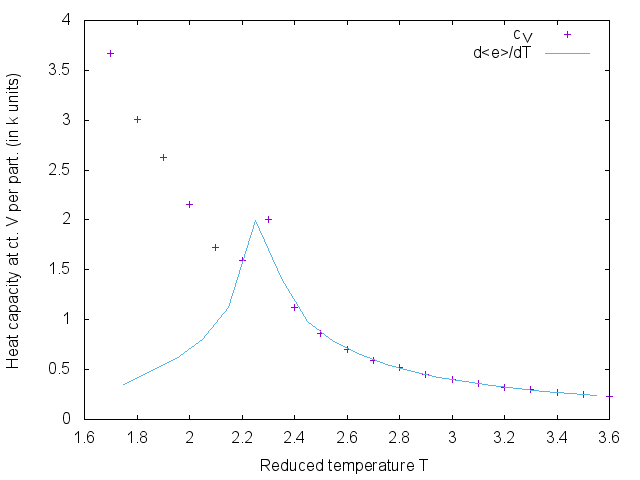 4
3.5
3
2.5
2
1.5
1
0.5
0
Heat capacity at ct. V per part. (in k units)
c_V
d<e>/dT
1.6 1.8 2 2.2 2.4 2.6 2.8 3 3.2 3.4 3.6
Reduced temperature T